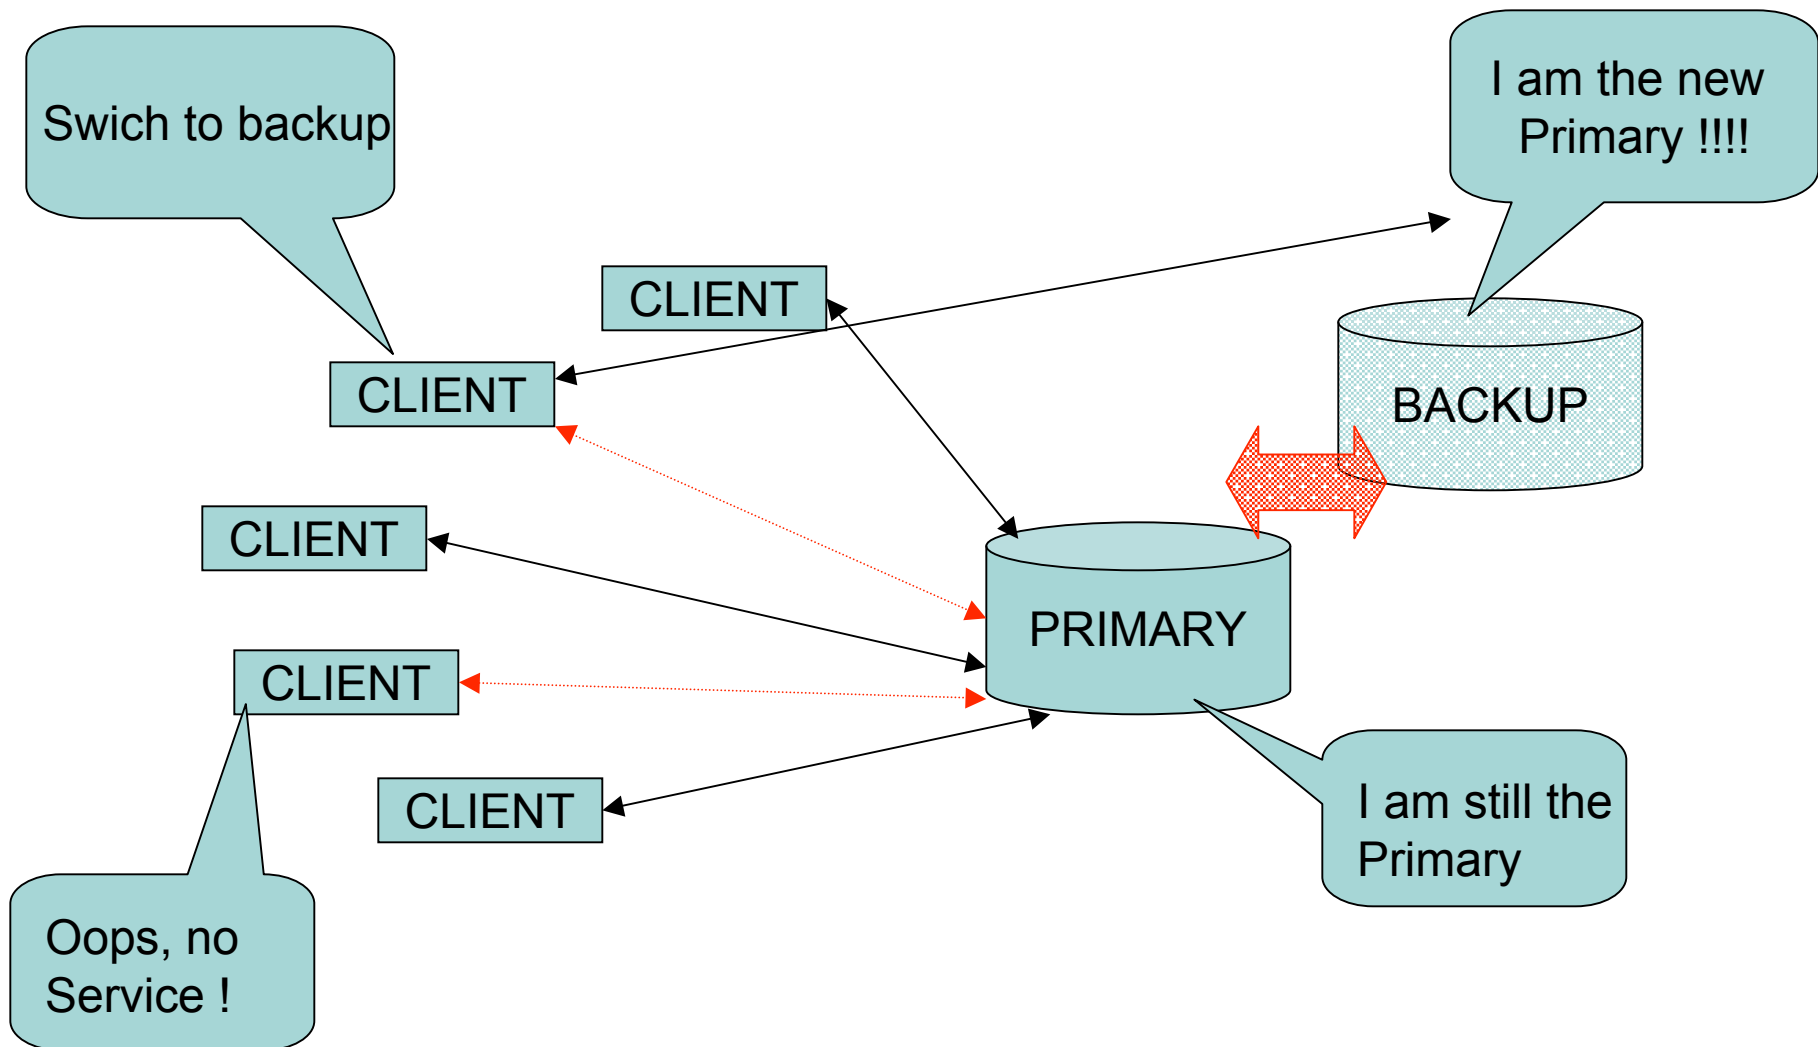 Swich to backup
I am the new
Primary !!!!
CLIENT
CLIENT
BACKUP
CLIENT
PRIMARY
CLIENT
CLIENT
I am still the
Primary
Oops, no
Service !